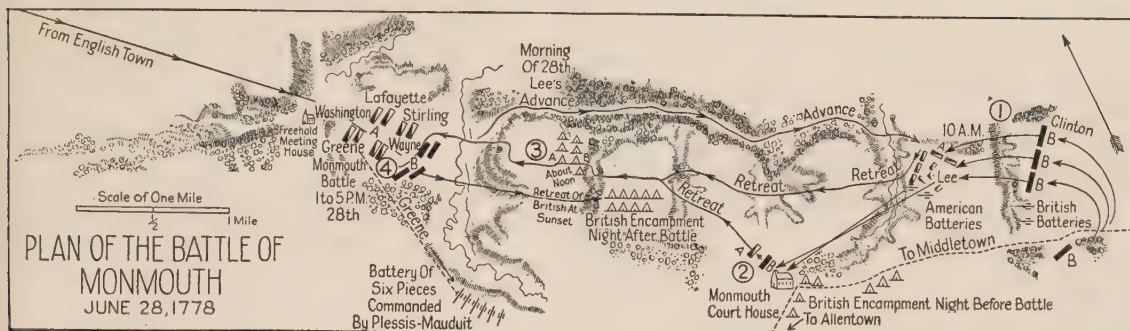 From English Town
Washington
Lafayette
Stirling
A
Greene
Wayne
B
Freehold
Meeting
House
Monmouth
Battle
1 to 5 P.M.
28th
④
Greene
Scale of One Mile
½
1 Mile
PLAN OF THE BATTLE OF
MONMOUTH
JUNE 28, 1778
Battery Of
Six Pieces
Commanded
By Plessis-Mauduit
Morning
Of 28th
Lee's
Advance
③
A
B
About
Noon
Retreat Of
British At
Sunset
British Encampment
Night After Battle
Advance
Retreat
Retreat
Retreat
A
B
②
Monmouth
Court House
10 A.M.
A
Lee
American
Batteries
①
Clinton
B
B
B
British
Batteries
To Middletown
B
British Encampment Night Before Battle
To Allentown